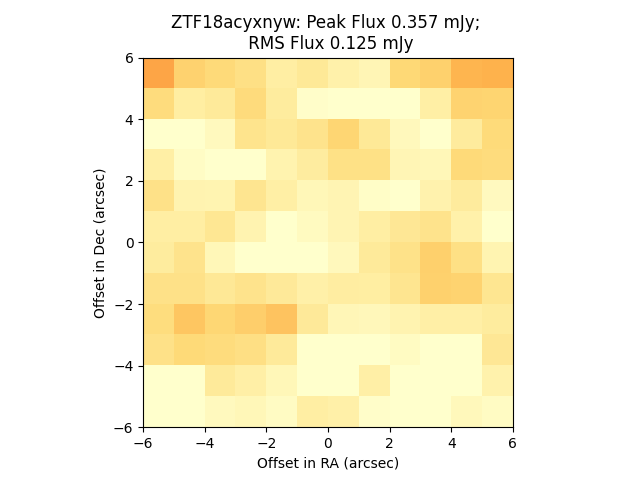 ZTF18acyxnyw: Peak Flux 0.357 mJy;
RMS Flux 0.125 mJy
6
4
2
0
−2
−4
−6
Offset in Dec (arcsec)
−6 −4 −2 0 2 4 6
Offset in RA (arcsec)